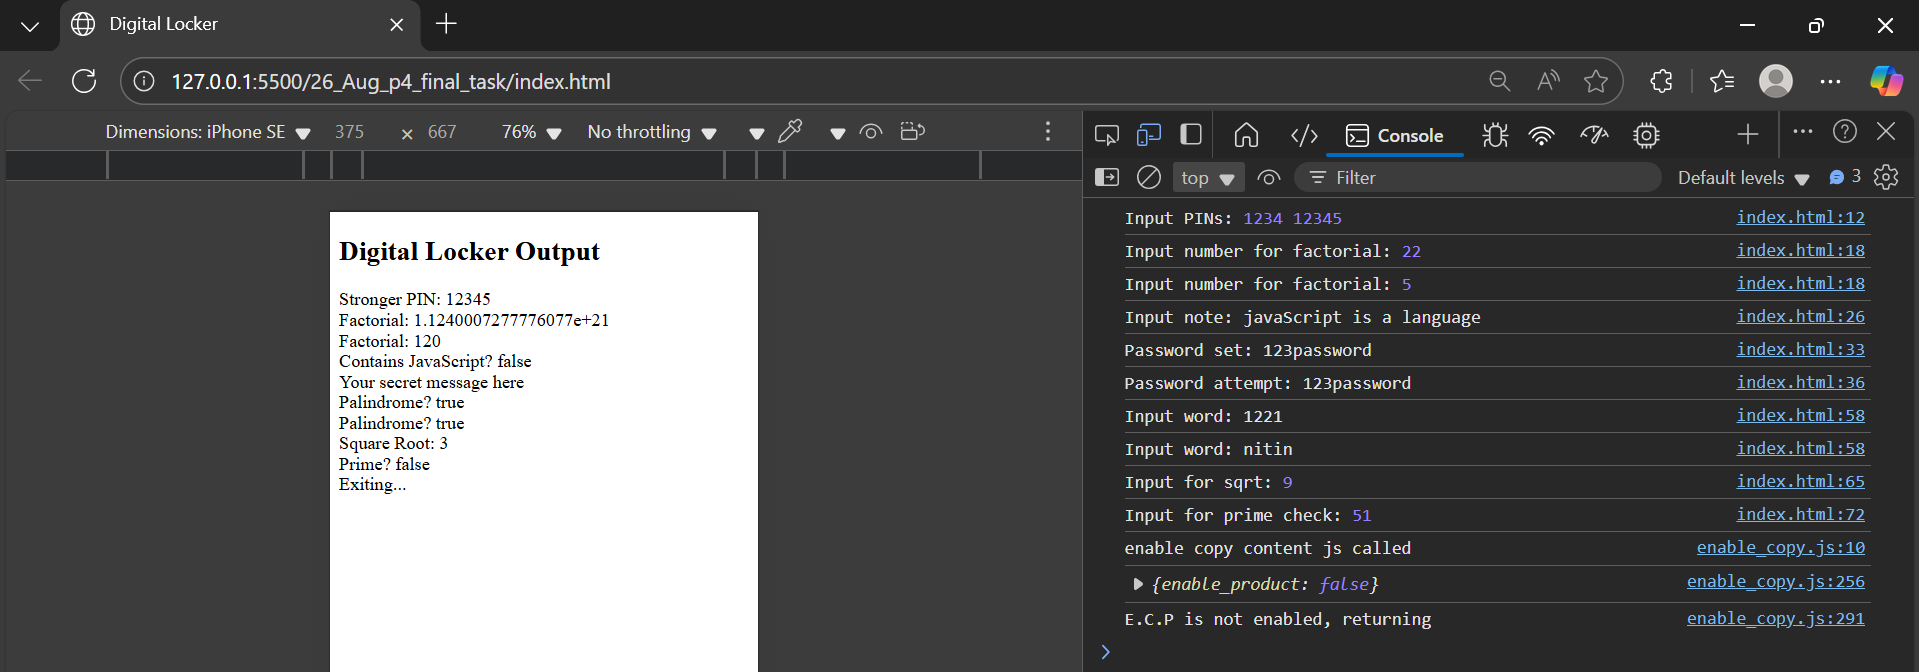 Digital Locker
127.0.0.1:5500/26_Aug_p4_final_task/index.html
Dimensions: iPhone SE 375 × 667 76% No throttling
Console
top Filter Default levels 3
Digital Locker Output
Stronger PIN: 12345
Factorial: 1.1240007277776077e+21
Factorial: 120
Contains JavaScript? false
Your secret message here
Palindrome? true
Palindrome? true
Square Root: 3
Prime? false
Exiting...
Input PINs: 1234 12345 index.html:12
Input number for factorial: 22 index.html:18
Input number for factorial: 5 index.html:18
Input note: javaScript is a language index.html:26
Password set: 123password index.html:33
Password attempt: 123password index.html:36
Input word: 1221 index.html:58
Input word: nitin index.html:58
Input for sqrt: 9 index.html:65
Input for prime check: 51 index.html:72
enable copy content js called enable_copy.js:10
{enable_product: false} enable_copy.js:256
E.C.P is not enabled, returning enable_copy.js:291